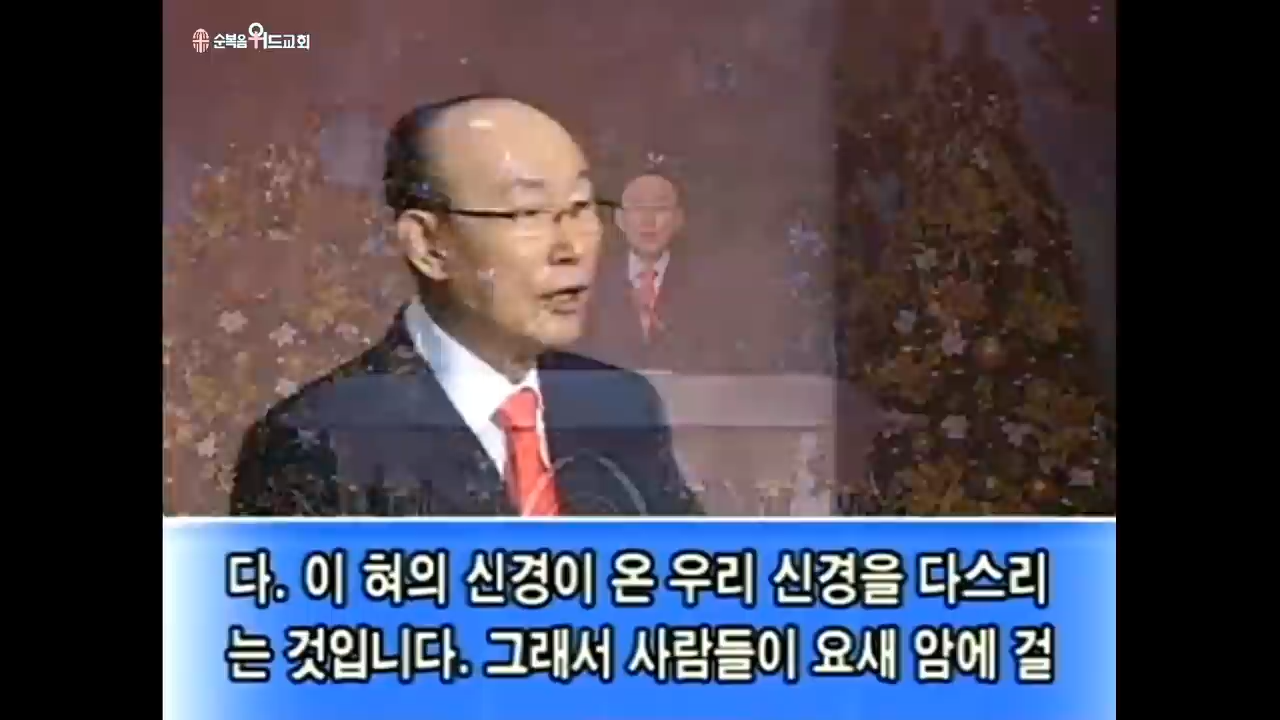 순복음위드교회
다. 이 혀의 신경이 온 우리 신경을 다스리
는 것입니다. 그래서 사람들이 요새 암에 걸